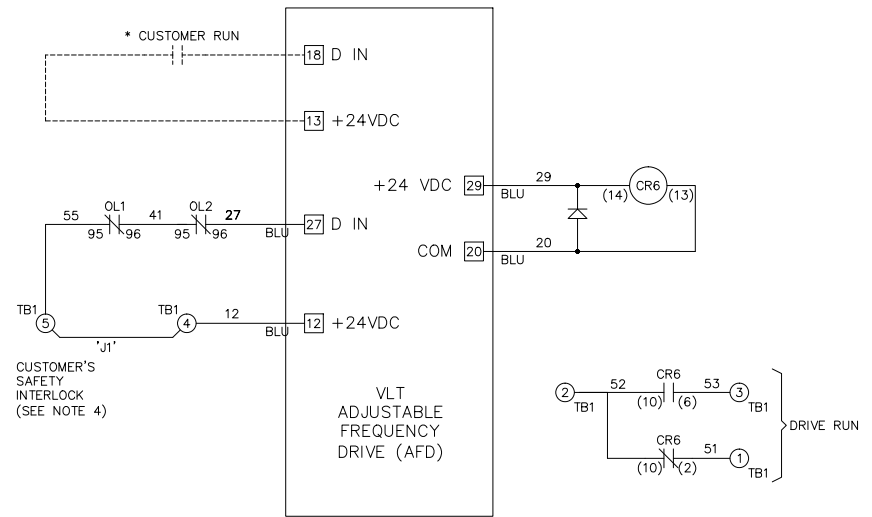 * CUSTOMER RUN
18 D IN
13 +24VDC
+24 VDC 29
29
BLU
CR6
(14)
(13)
55
OL1
95
96
41
OL2
95
96
27
BLU
27 D IN
COM 20
20
BLU
TB1
5
'J1'
TB1
4
12
BLU
12 +24VDC
CUSTOMER'S
SAFETY
INTERLOCK
(SEE NOTE 4)
VLT
ADJUSTABLE
FREQUENCY
DRIVE (AFD)
2
TB1
52
CR6
(10)
(6)
53
3
TB1
CR6
(10)
(2)
51
1
TB1
DRIVE RUN